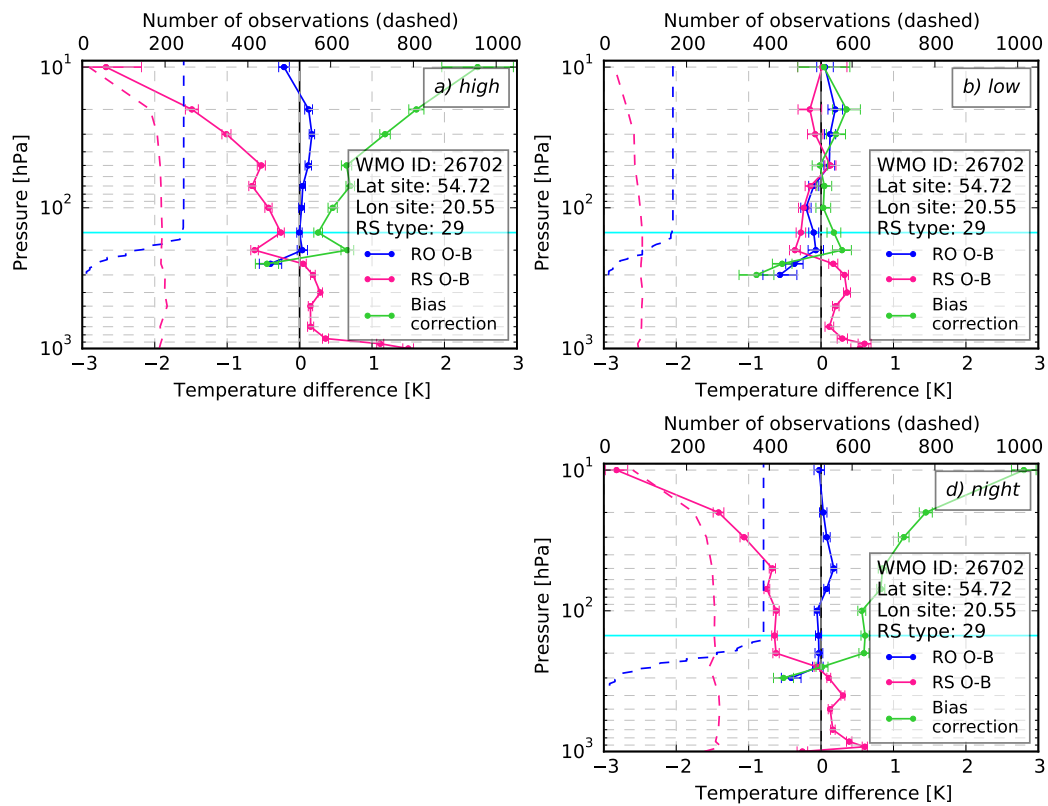 Number of observations (dashed)
0 200 400 600 800 1000
a) high
Pressure [hPa]
10¹
10²
10³
WMO ID: 26702
Lat site: 54.72
Lon site: 20.55
RS type: 29
RO O-B
RS O-B
Bias
correction
−3 −2 −1 0 1 2 3
Temperature difference [K]
Number of observations (dashed)
0 200 400 600 800 1000
b) low
Pressure [hPa]
10¹
10²
10³
WMO ID: 26702
Lat site: 54.72
Lon site: 20.55
RS type: 29
RO O-B
RS O-B
Bias
correction
−3 −2 −1 0 1 2 3
Temperature difference [K]
Number of observations (dashed)
0 200 400 600 800 1000
d) night
Pressure [hPa]
10¹
10²
10³
WMO ID: 26702
Lat site: 54.72
Lon site: 20.55
RS type: 29
RO O-B
RS O-B
Bias
correction
−3 −2 −1 0 1 2 3
Temperature difference [K]